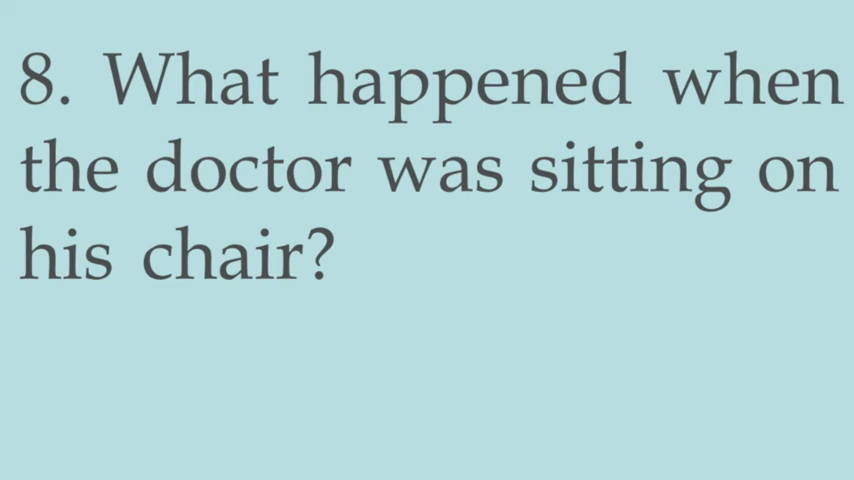 8. What happened when
the doctor was sitting on
his chair?